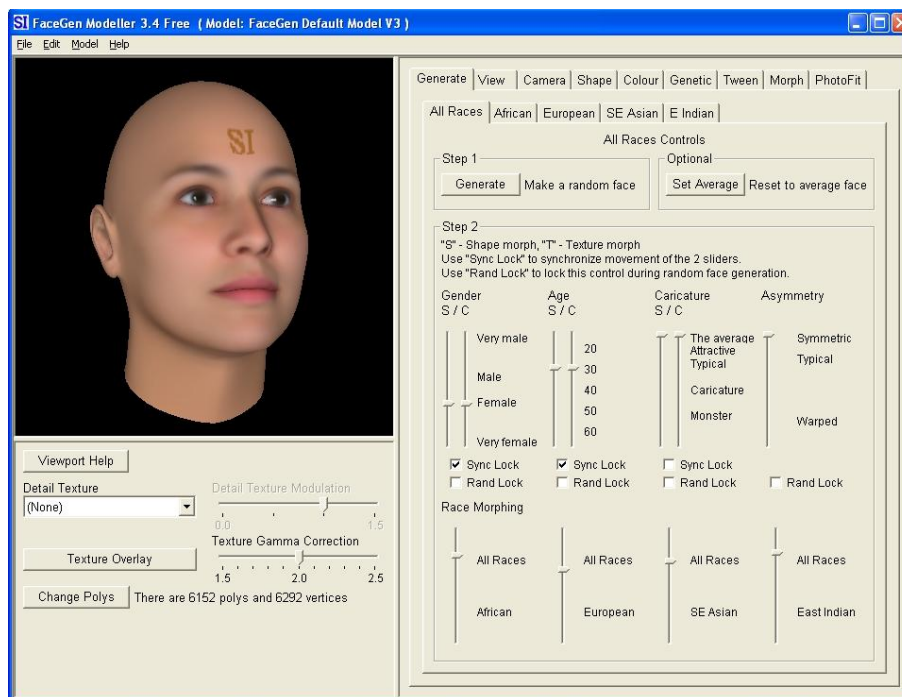 SI FaceGen Modeller 3.4 Free ( Model: FaceGen Default Model V3 )
File Edit Model Help
SI
Generate View Camera Shape Colour Genetic Tween Morph PhotoFit
All Races African European SE Asian E Indian
All Races Controls
Step 1
Generate Make a random face
Optional
Set Average Reset to average face
Step 2
"S" - Shape morph, "T" - Texture morph
Use "Sync Lock" to synchronize movement of the 2 sliders.
Use "Rand Lock" to lock this control during random face generation.
Gender Age Caricature Asymmetry
S / C S / C S / C
Very male
Male
Female
Very female
20
30
40
50
60
The average
Attractive
Typical
Caricature
Monster
Symmetric
Typical
Warped
Sync Lock Sync Lock Sync Lock
Rand Lock Rand Lock Rand Lock Rand Lock
Race Morphing
All Races All Races All Races All Races
African European SE Asian East Indian
Viewport Help
Detail Texture
(None)
Detail Texture Modulation
0.0 1.5
Texture Overlay
Texture Gamma Correction
1.5 2.0 2.5
Change Polys There are 6152 polys and 6292 vertices